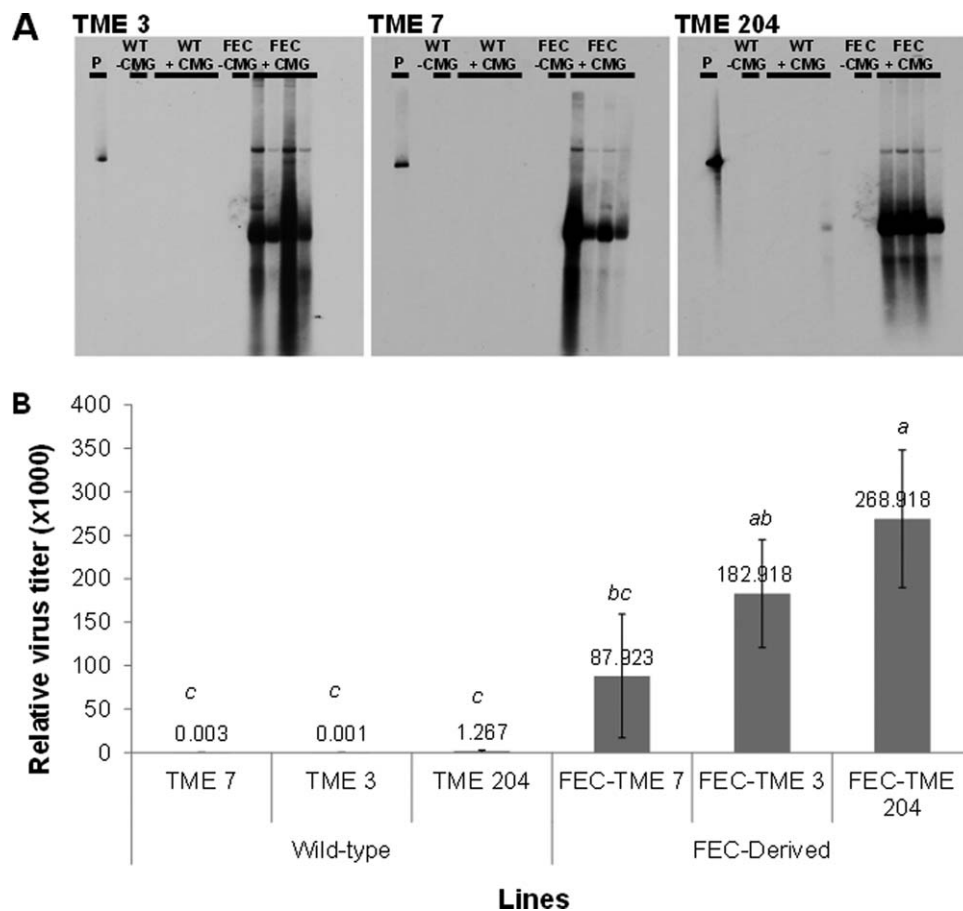 A
TME 3
TME 7
TME 204
P WT -CMG WT + CMG FEC -CMG FEC + CMG
P WT -CMG WT + CMG FEC -CMG FEC + CMG
P WT -CMG WT + CMG FEC -CMG FEC + CMG
B
Relative virus titer (x1000)
400
350
300
250
200
150
100
50
0
c
0.003
c
0.001
c
1.267
bc
87.923
ab
182.918
a
268.918
TME 7
TME 3
TME 204
FEC-TME 7
FEC-TME 3
FEC-TME
204
Wild-type
FEC-Derived
Lines